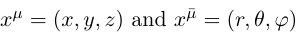 x^μ = (x, y, z) and x^μ̄ = (r, θ, φ)